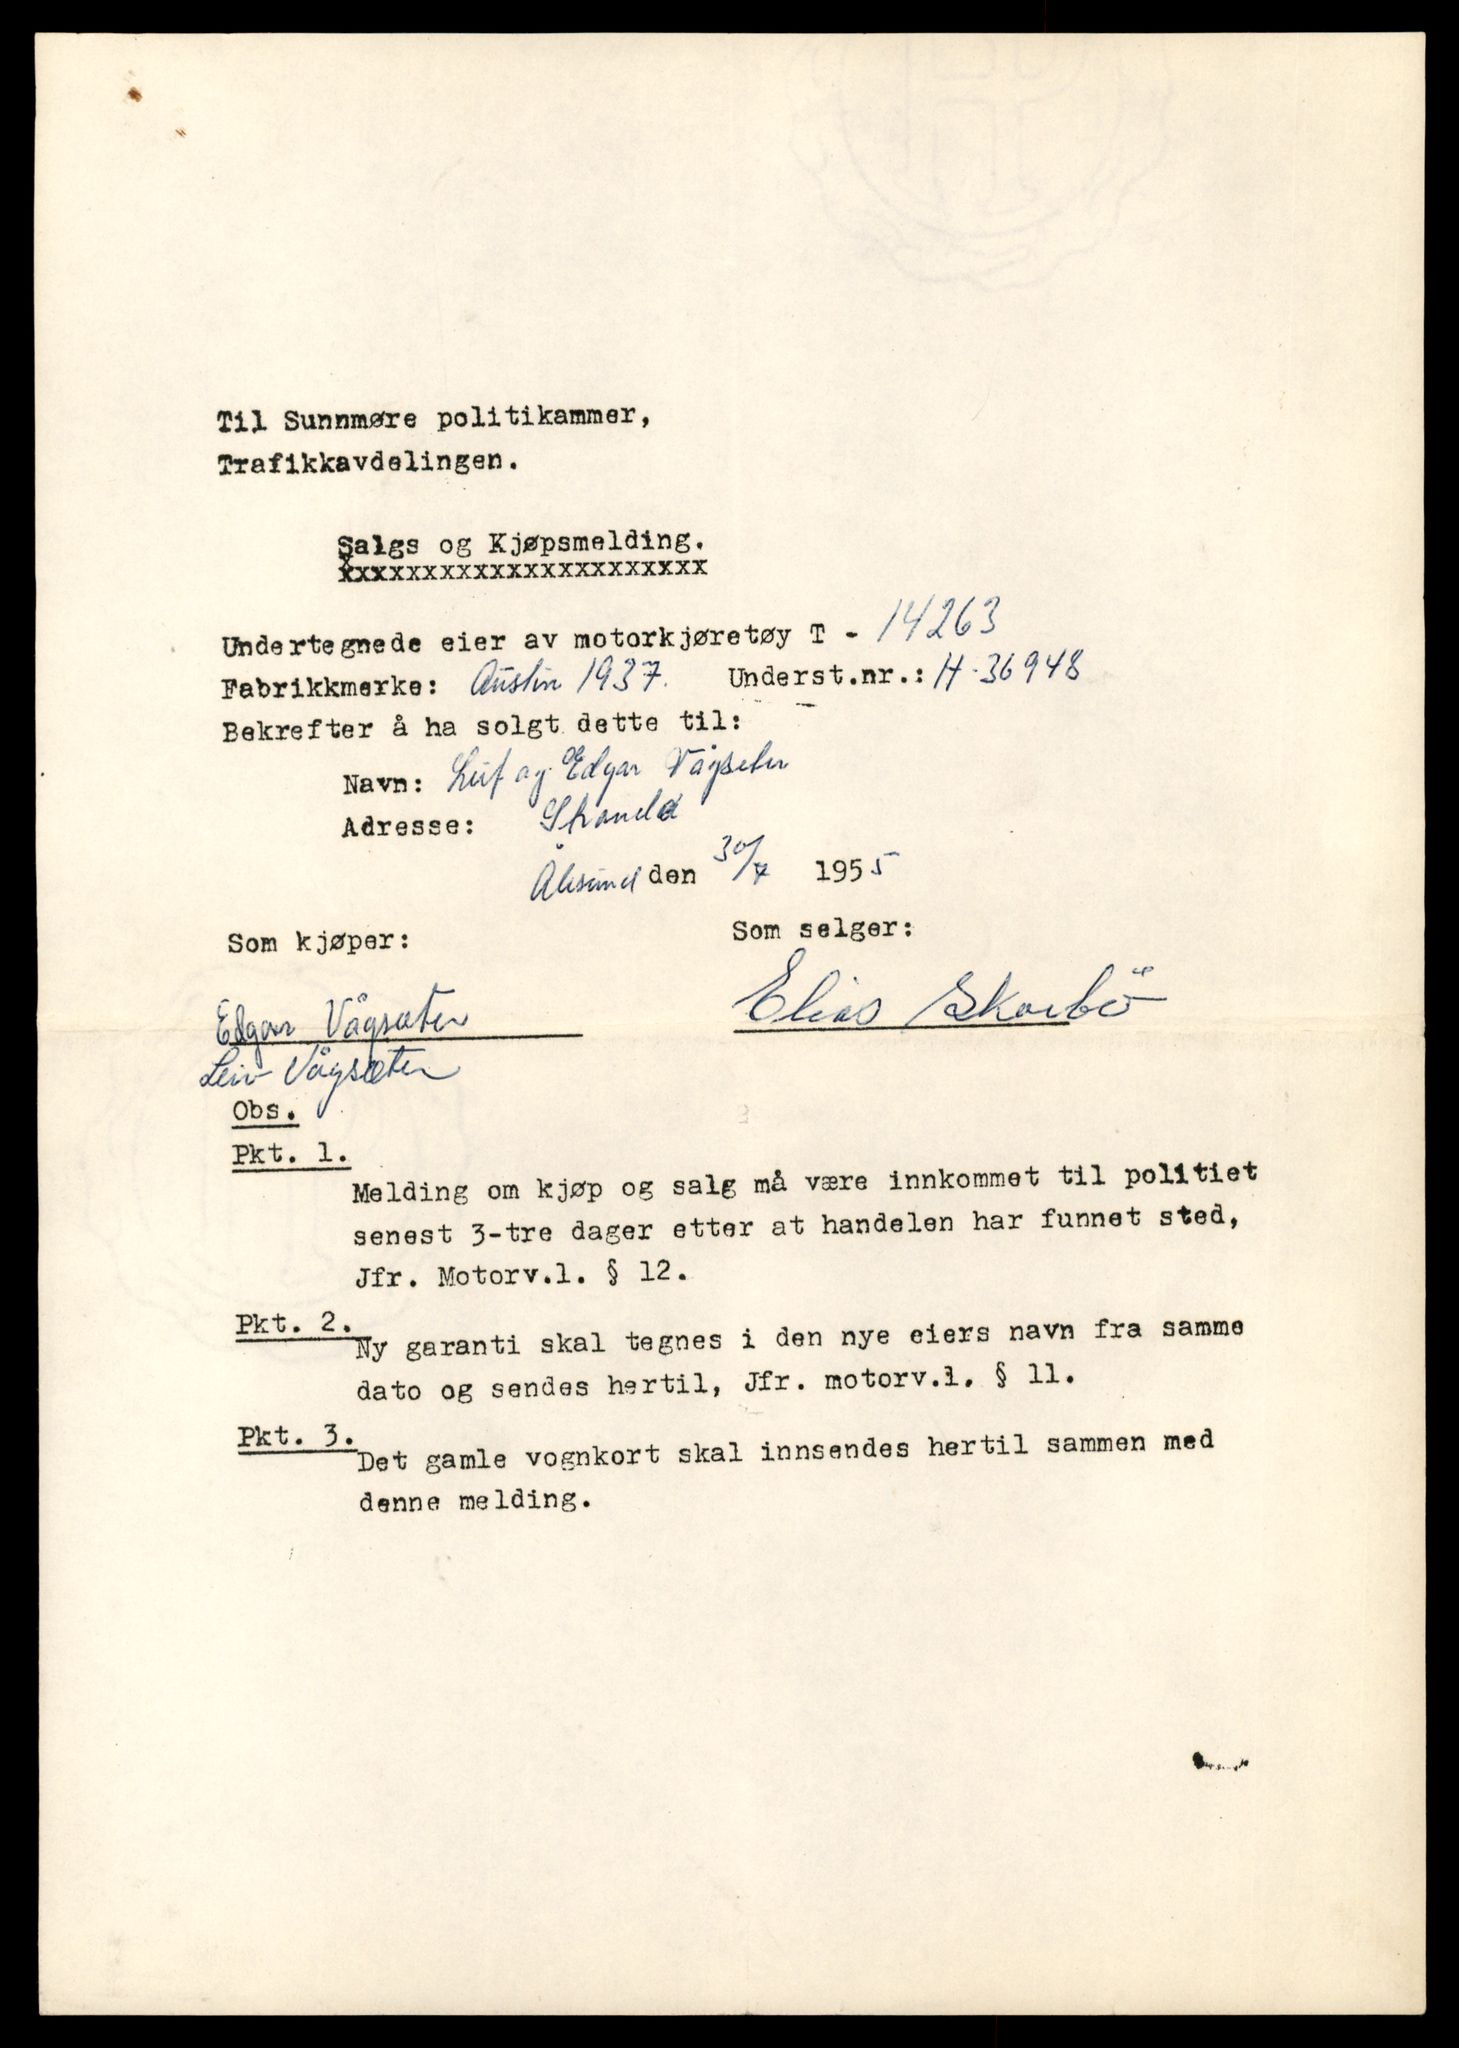 Til Sunnmøre politikammer,
Trafikkavdelingen.
Salgs og Kjøpsmelding.
xxxxxxxxxxxxxxxxxxxxxxx
Undertegnede eier av motorkjøretøy T - 14263
Fabrikkmerke: Austin 1937. Underst.nr.: H-36948
Bekrefter å ha solgt dette til:
Navn: Leif og Edgar Vågseter
Adresse: Stranda
Ålesund den 30/7 1955
Som kjøper: Som selger:
Edgar Vågseter Elias Skarbö
Leiv Vågsæter
Obs.
Pkt. 1.
Melding om kjøp og salg må være innkommet til politiet
senest 3-tre dager etter at handelen har funnet sted,
Jfr. Motorv.l. § 12.
Pkt. 2.
Ny garanti skal tegnes i den nye eiers navn fra samme
dato og sendes hertil, Jfr. motorv.l. § 11.
Pkt. 3.
Det gamle vognkort skal innsendes hertil sammen med
denne melding.